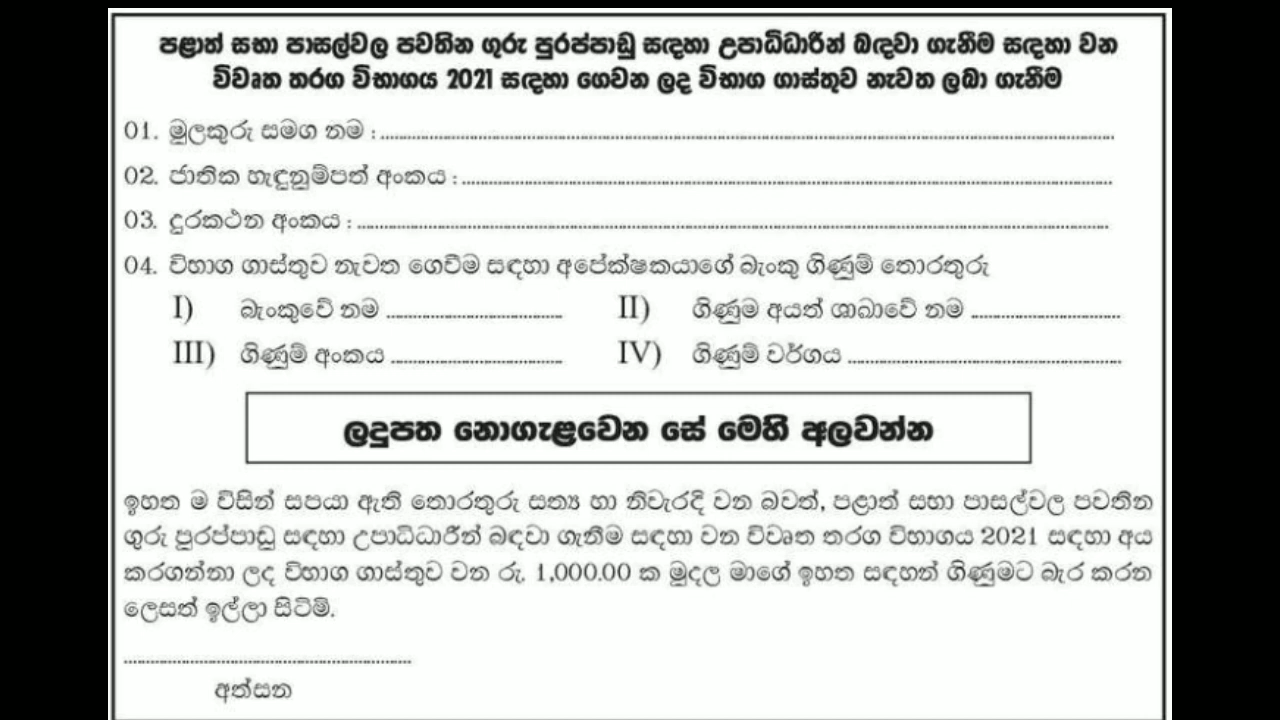 පළාත් සභා පාසල්වල පවතින ගුරු පුරප්පාඩු සඳහා උපාධිධාරීන් බඳවා ගැනීම සඳහා වන
විවෘත තරග විභාගය 2021 සඳහා ගෙවන ලද විභාග ගාස්තුව නැවත ලබා ගැනීම
01. මුලකුරු සමග නම :
02. ජාතික හැඳුනුම්පත් අංකය :
03. දුරකථන අංකය :
04. විභාග ගාස්තුව නැවත ගෙවීම සඳහා අපේක්ෂකයාගේ බැංකු ගිණුම් තොරතුරු
I) බැංකුවේ නම ........ II) ගිණුම අයත් ශාඛාවේ නම ........
III) ගිණුම් අංකය ........ IV) ගිණුම් වර්ගය ........
ලදුපත නොගැළවෙන සේ මෙහි අලවන්න
ඉහත ම විසින් සපයා ඇති තොරතුරු සත්‍ය හා නිවැරදි වන බවත්, පළාත් සභා පාසල්වල පවතින
ගුරු පුරප්පාඩු සඳහා උපාධිධාරීන් බඳවා ගැනීම සඳහා වන විවෘත තරග විභාගය 2021 සඳහා අය
කරගන්නා ලද විභාග ගාස්තුව වන රු. 1,000.00 ක මුදල මාගේ ඉහත සඳහන් ගිණුමට බැර කරන
ලෙසත් ඉල්ලා සිටිමි.
අත්සන